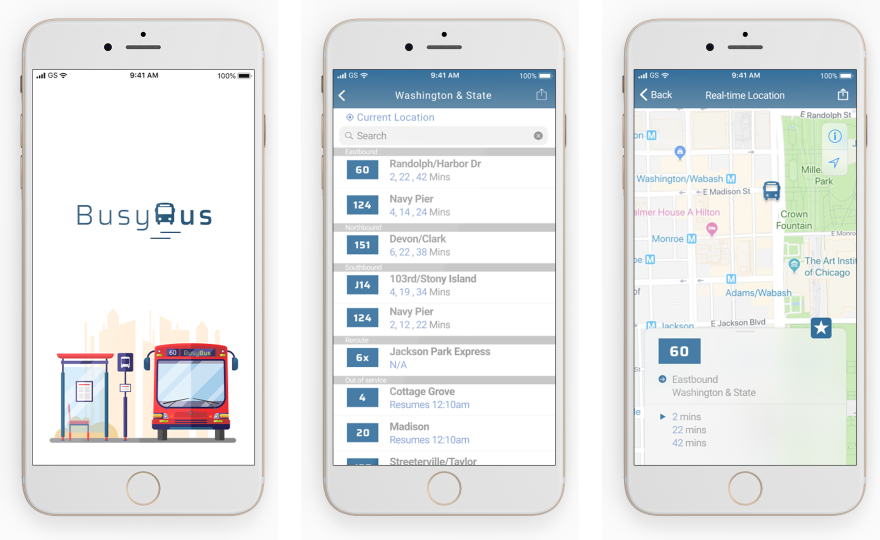 GS 9:41 AM 100%
Busy us
60 BusyBus
GS 9:41 AM 100%
Washington & State
Current Location
Search
Eastbound
60 Randolph/Harbor Dr
2, 22 , 42 Mins
124 Navy Pier
4, 14 , 24 Mins
Northbound
151 Devon/Clark
6, 22 , 38 Mins
Southbound
J14 103rd/Stony Island
4, 19 , 34 Mins
124 Navy Pier
2, 12 , 22 Mins
Reroute
6x Jackson Park Express
N/A
Out of service
4 Cottage Grove
Resumes 12:10am
20 Madison
Resumes 12:10am
Streeterville/Taylor
GS 9:41 AM 100%
Back Real-time Location
E Randolph St
on M
Washington/Wabash M
Mille
Park
E Madison St
lmer House A Hilton
Crown
Fountain
Monroe M
E Monro
oe M
The Art Instit
of Chicago
M
Adams/Wabash
E Jackson Blvd
M Jackson
60
Eastbound
Washington & State
2 mins
22 mins
42 mins